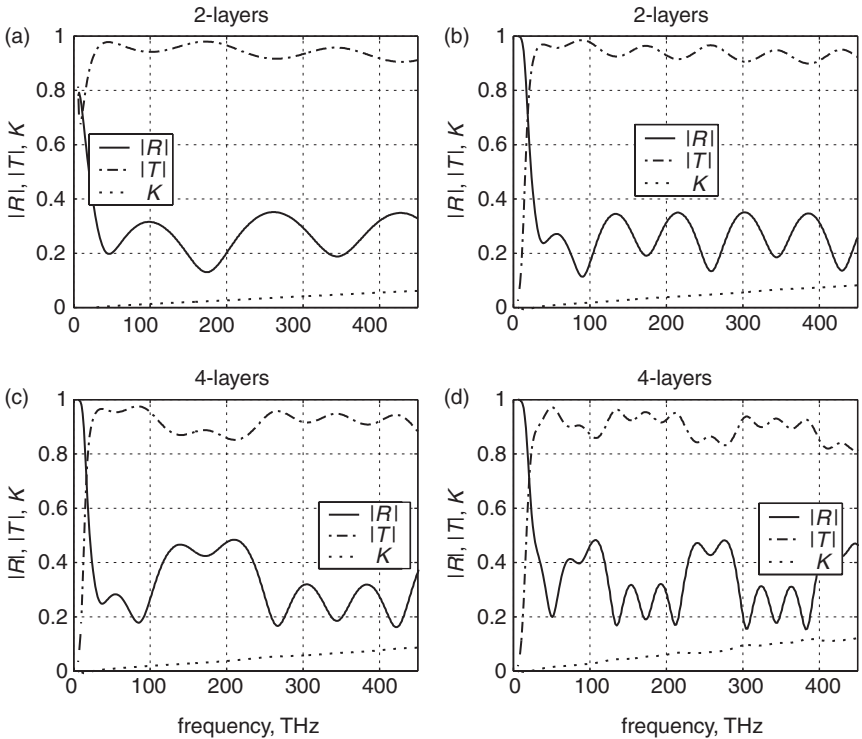 2-layers
(a)
1
0.8
0.6
0.4
0.2
0
|R|, |T|, K
|R|
|T|
K
0
100
200
300
400
2-layers
(b)
1
0.8
0.6
0.4
0.2
0
|R|, |T|, K
|R|
|T|
K
0
100
200
300
400
4-layers
(c)
1
0.8
0.6
0.4
0.2
0
|R|, |T|, K
|R|
|T|
K
0
100
200
300
400
frequency, THz
4-layers
(d)
1
0.8
0.6
0.4
0.2
0
|R|, |T|, K
|R|
|T|
K
0
100
200
300
400
frequency, THz